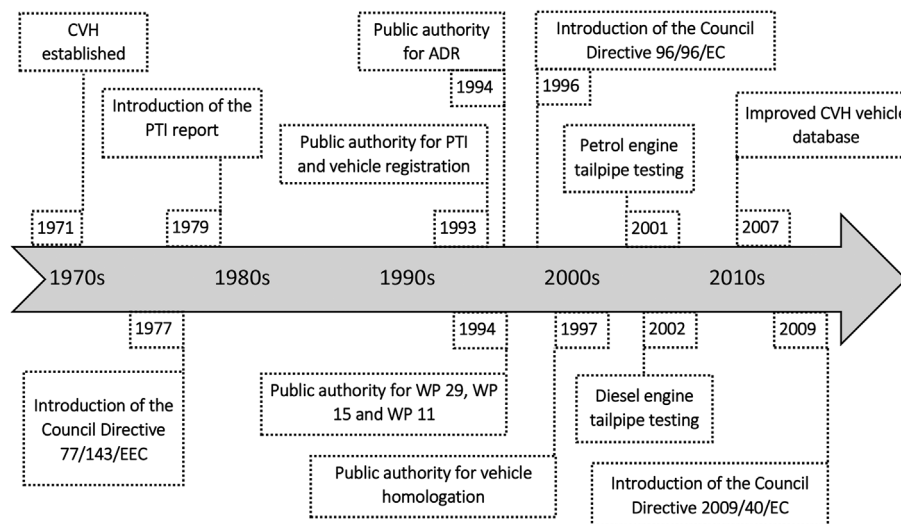 CVH
established
1971
Introduction of the
PTI report
1979
Public authority
for ADR
1994
Public authority for PTI
and vehicle registration
1993
Introduction of the Council
Directive 96/96/EC
1996
Petrol engine
tailpipe testing
2001
Improved CVH vehicle
database
2007
1970s
1980s
1990s
2000s
2010s
1977
Introduction of the
Council Directive
77/143/EEC
1994
Public authority for WP 29, WP
15 and WP 11
1997
Public authority for vehicle
homologation
2002
Diesel engine
tailpipe testing
2009
Introduction of the Council
Directive 2009/40/EC